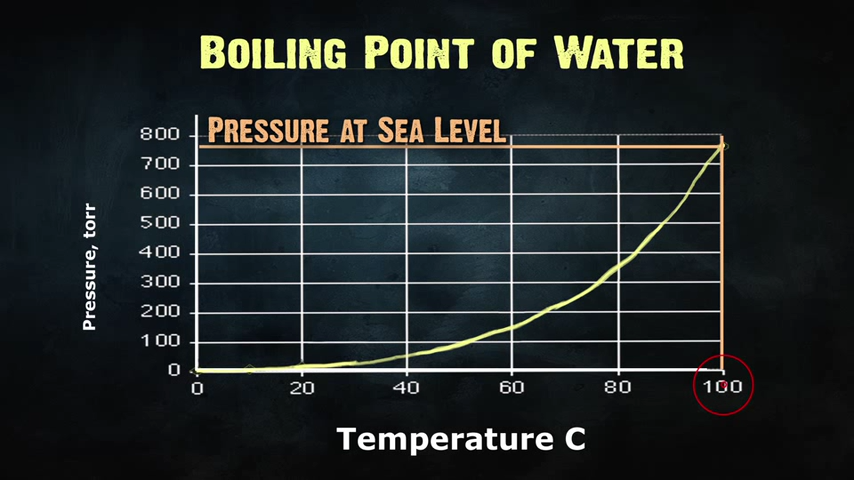 Boiling Point of Water
Pressure at Sea Level
800
700
600
500
400
300
200
100
0
Pressure, torr
0 20 40 60 80 100
Temperature C